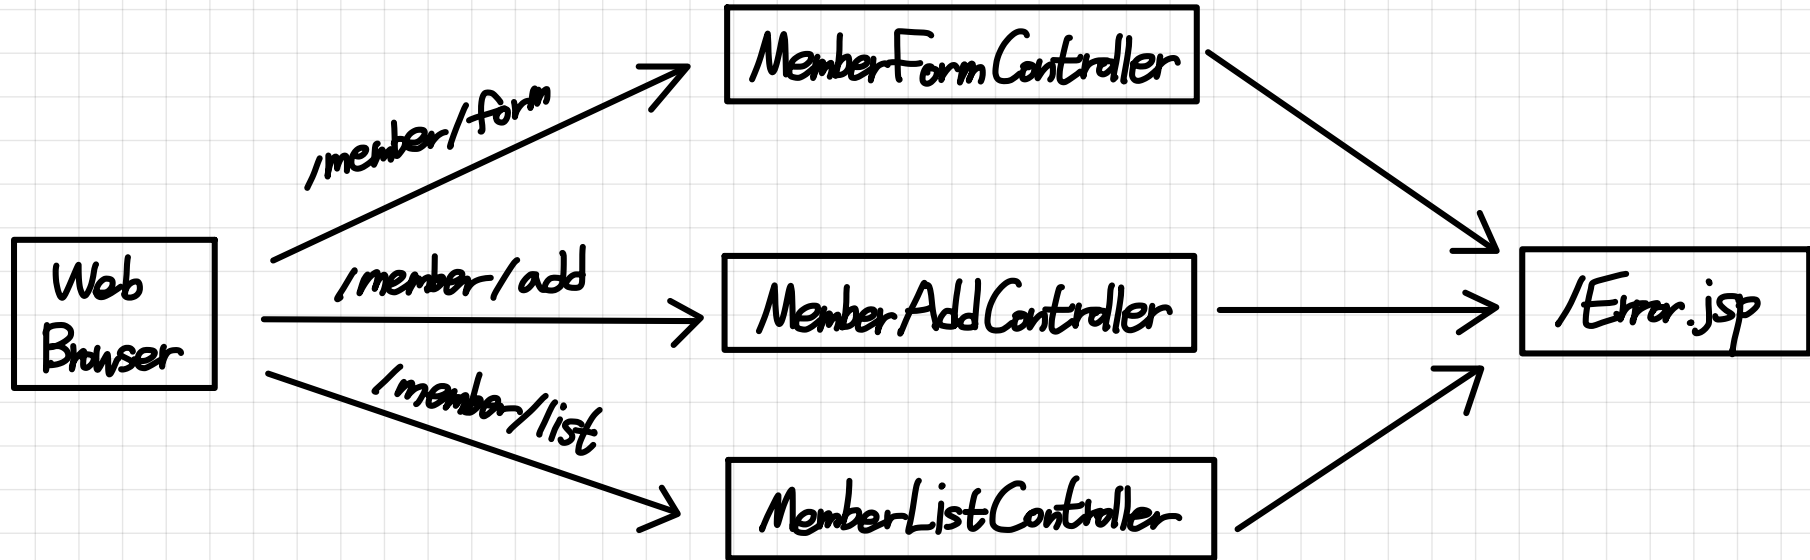 MemberFormController
/member/form
Web
Browser
/member/add
MemberAddController
/Error.jsp
/member/list
MemberListController